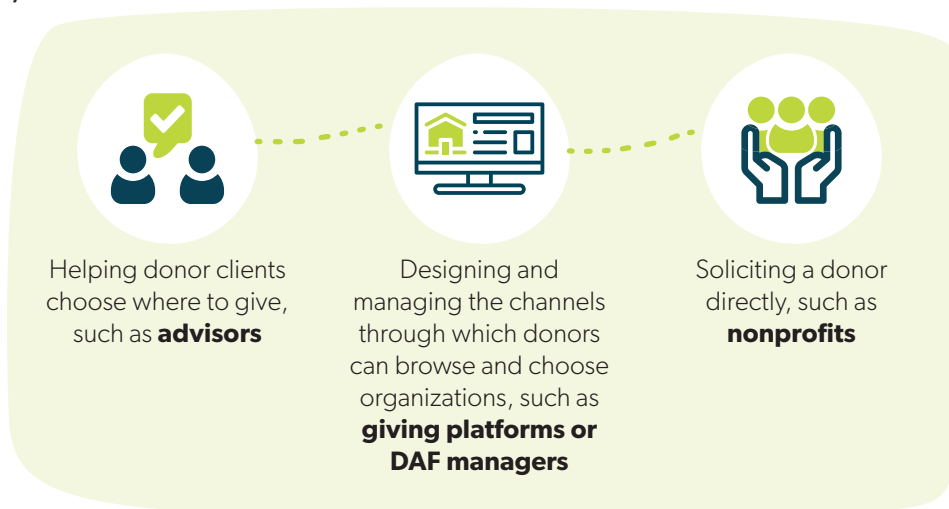 Helping donor clients
choose where to give,
such as advisors
Designing and
managing the channels
through which donors
can browse and choose
organizations, such as
giving platforms or
DAF managers
Soliciting a donor
directly, such as
nonprofits